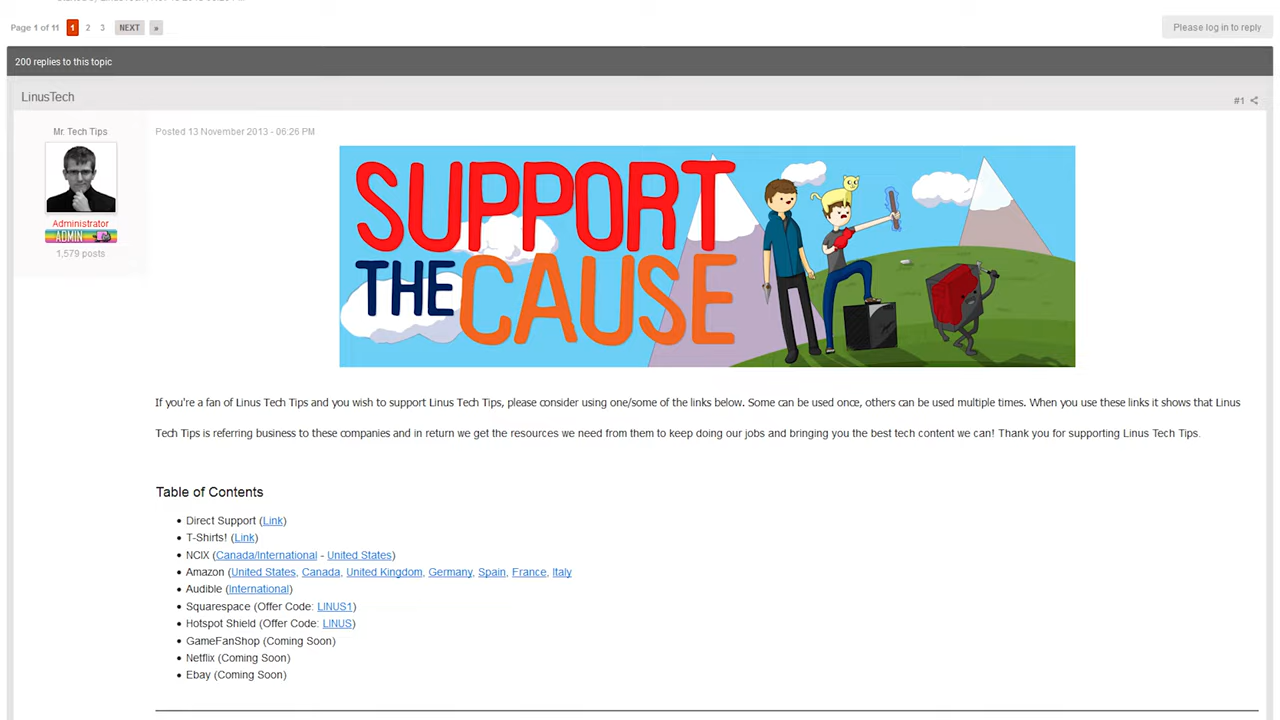 Page 1 of 11 1 2 3 NEXT »
Please log in to reply
200 replies to this topic
LinusTech
#1
Mr. Tech Tips
Posted 13 November 2013 - 06:26 PM
SUPPORT
THE CAUSE
Administrator
ADMIN
1,579 posts
If you're a fan of Linus Tech Tips and you wish to support Linus Tech Tips, please consider using one/some of the links below. Some can be used once, others can be used multiple times. When you use these links it shows that Linus
Tech Tips is referring business to these companies and in return we get the resources we need from them to keep doing our jobs and bringing you the best tech content we can! Thank you for supporting Linus Tech Tips.
Table of Contents
• Direct Support (Link)
• T-Shirts! (Link)
• NCIX (Canada/International - United States)
• Amazon (United States, Canada, United Kingdom, Germany, Spain, France, Italy
• Audible (International)
• Squarespace (Offer Code: LINUS1)
• Hotspot Shield (Offer Code: LINUS)
• GameFanShop (Coming Soon)
• Netflix (Coming Soon)
• Ebay (Coming Soon)